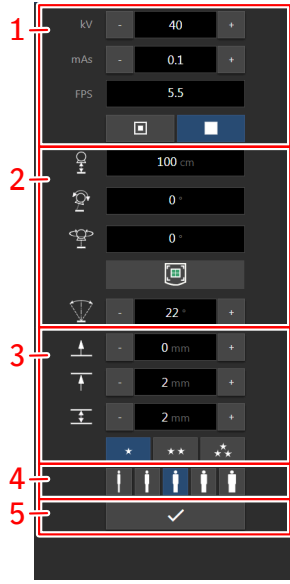 1
kV - 40 +
mAs - 0.1 +
FPS 5.5
2
100 cm
0 °
0 °
- 22 ° +
3
- 0 mm +
- 2 mm +
- 2 mm +
4
5